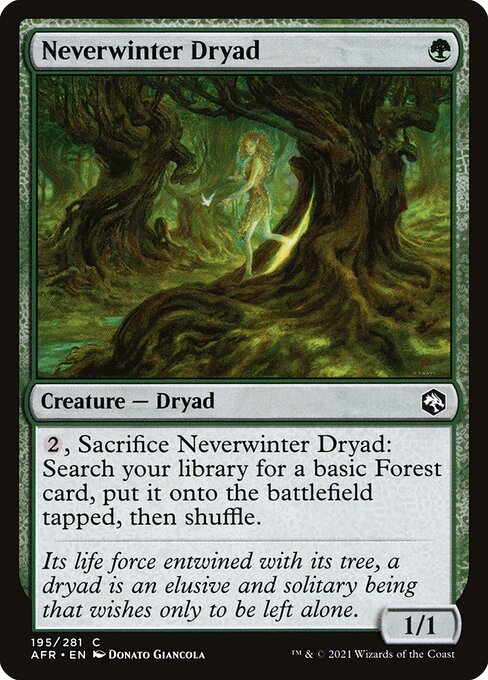 Neverwinter Dryad
Creature — Dryad
2, Sacrifice Neverwinter Dryad:
Search your library for a basic Forest
card, put it onto the battlefield
tapped, then shuffle.
Its life force entwined with its tree, a
dryad is an elusive and solitary being
that wishes only to be left alone.
1/1
195/281 C
AFR • EN Donato Giancola
™ & © 2021 Wizards of the Coast